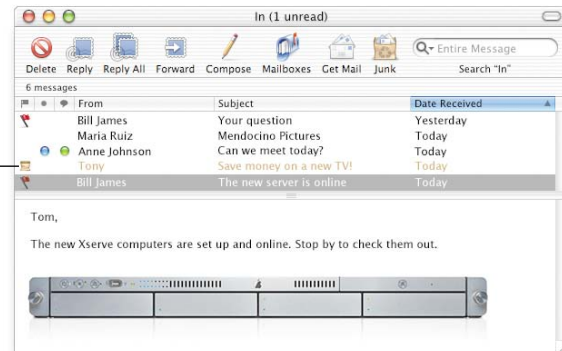 In (1 unread)
Delete Reply Reply All Forward Compose Mailboxes Get Mail Junk Entire Message Search "In"
6 messages
From Subject Date Received
Bill James Your question Yesterday
Maria Ruiz Mendocino Pictures Today
Anne Johnson Can we meet today? Today
Tony Save money on a new TV! Today
Bill James The new server is online Today
Tom,
The new Xserve computers are set up and online. Stop by to check them out.